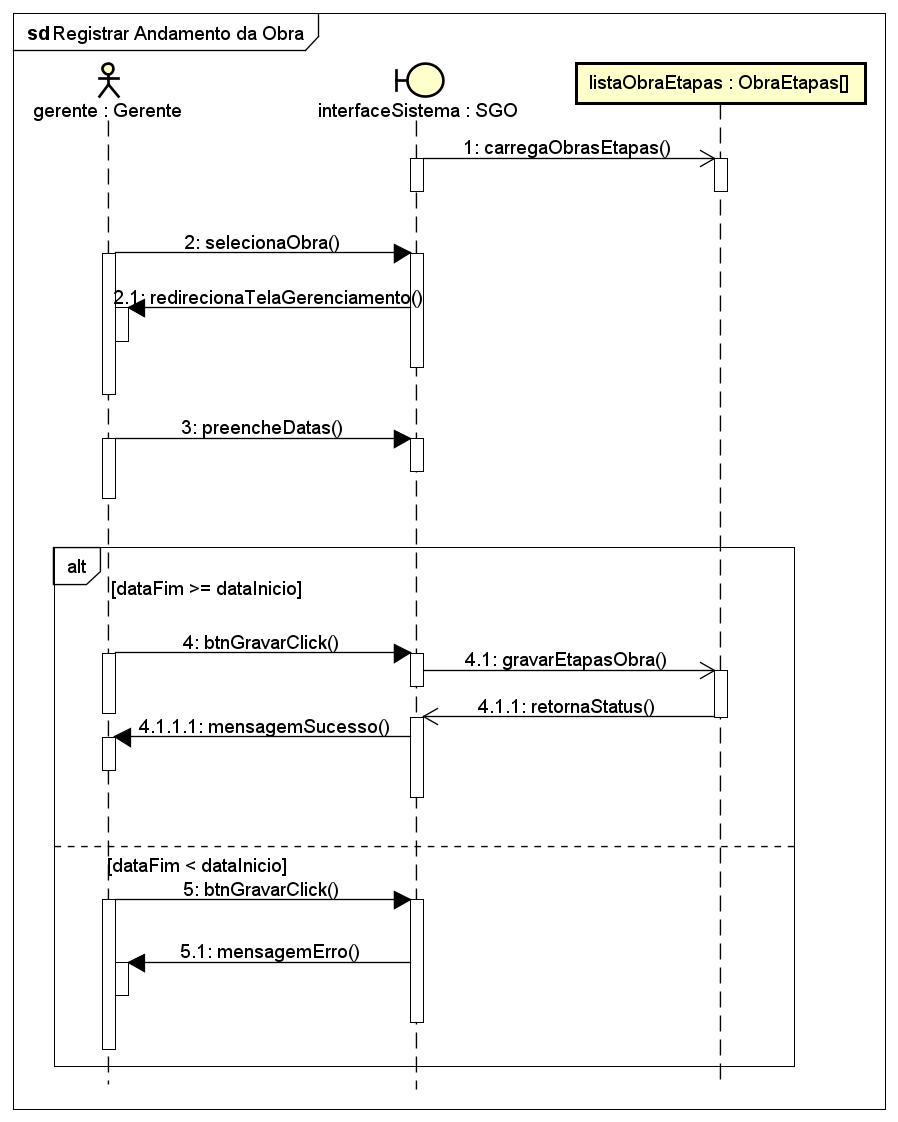 sd Registrar Andamento da Obra
gerente : Gerente
interfaceSistema : SGO
listaObraEtapas : ObraEtapas[]
1: carregaObrasEtapas()
2: selecionaObra()
2.1: redirecionaTelaGerenciamento()
3: preencheDatas()
alt
[dataFim >= dataInicio]
4: btnGravarClick()
4.1: gravarEtapasObra()
4.1.1: retornaStatus()
4.1.1.1: mensagemSucesso()
[dataFim < dataInicio]
5: btnGravarClick()
5.1: mensagemErro()